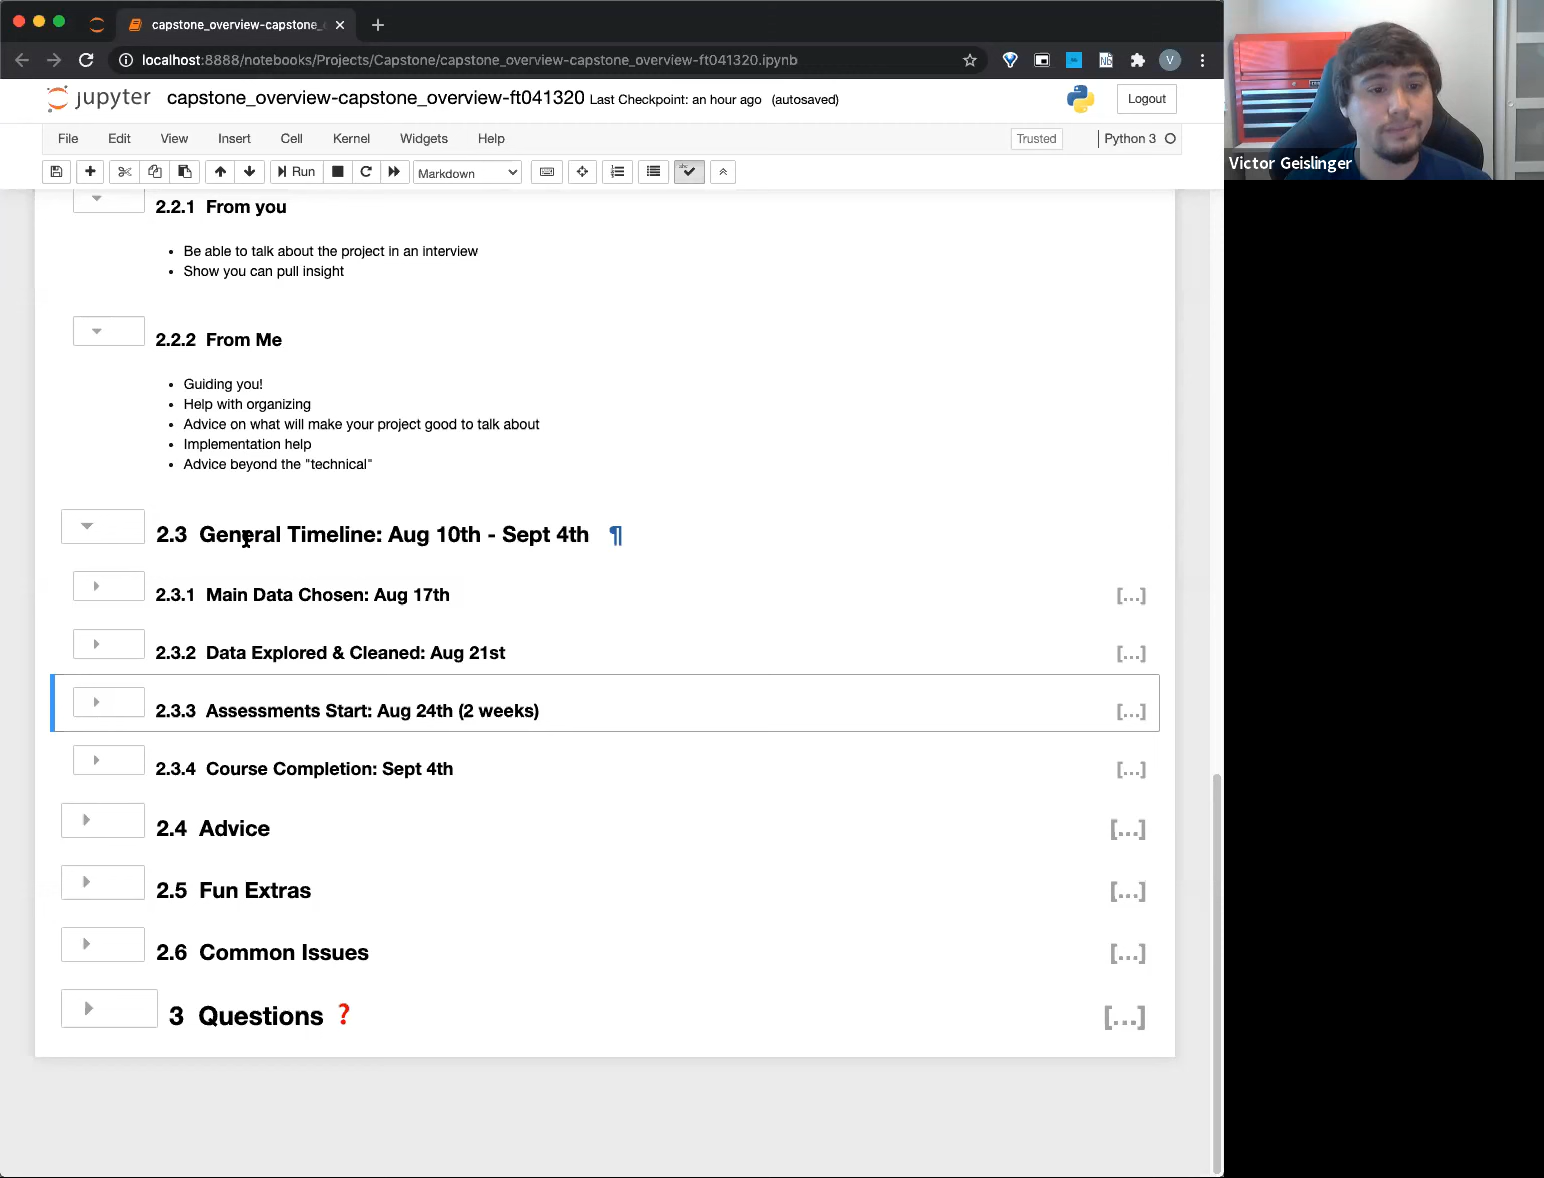 capstone_overview-capstone_
localhost:8888/notebooks/Projects/Capstone/capstone_overview-capstone_overview-ft041320.ipynb
V
jupyter capstone_overview-capstone_overview-ft041320 Last Checkpoint: an hour ago (autosaved)
Logout
File Edit View Insert Cell Kernel Widgets Help
Trusted Python 3
Run Markdown
Victor Geislinger
2.2.1 From you
• Be able to talk about the project in an interview
• Show you can pull insight
2.2.2 From Me
• Guiding you!
• Help with organizing
• Advice on what will make your project good to talk about
• Implementation help
• Advice beyond the "technical"
2.3 General Timeline: Aug 10th - Sept 4th ¶
2.3.1 Main Data Chosen: Aug 17th [...]
2.3.2 Data Explored & Cleaned: Aug 21st [...]
2.3.3 Assessments Start: Aug 24th (2 weeks) [...]
2.3.4 Course Completion: Sept 4th [...]
2.4 Advice [...]
2.5 Fun Extras [...]
2.6 Common Issues [...]
3 Questions ❓ [...]